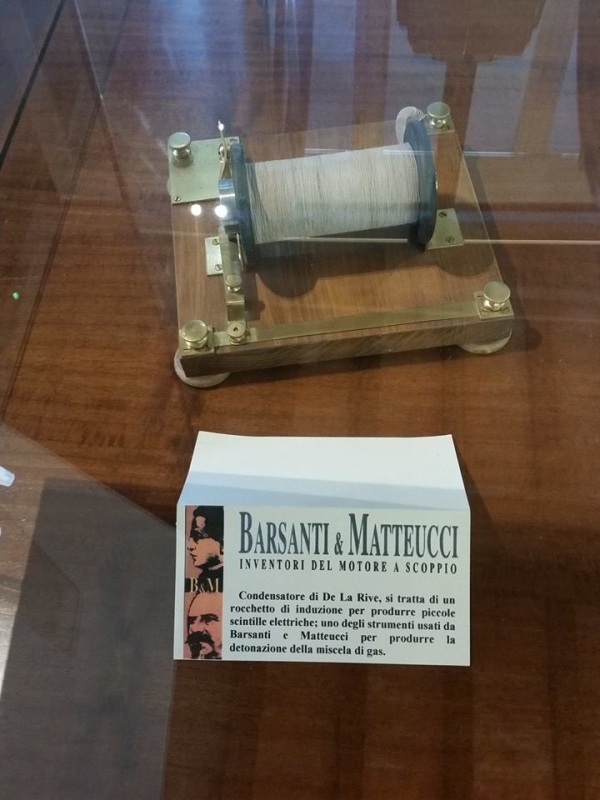 BARSANTI & MATTEUCCI
INVENTORI DEL MOTORE A SCOPPIO
B&M
Condensatore di De La Rive, si tratta di un
rocchetto di induzione per produrre piccole
scintille elettriche; uno degli strumenti usati da
Barsanti e Matteucci per produrre la
detonazione della miscela di gas.